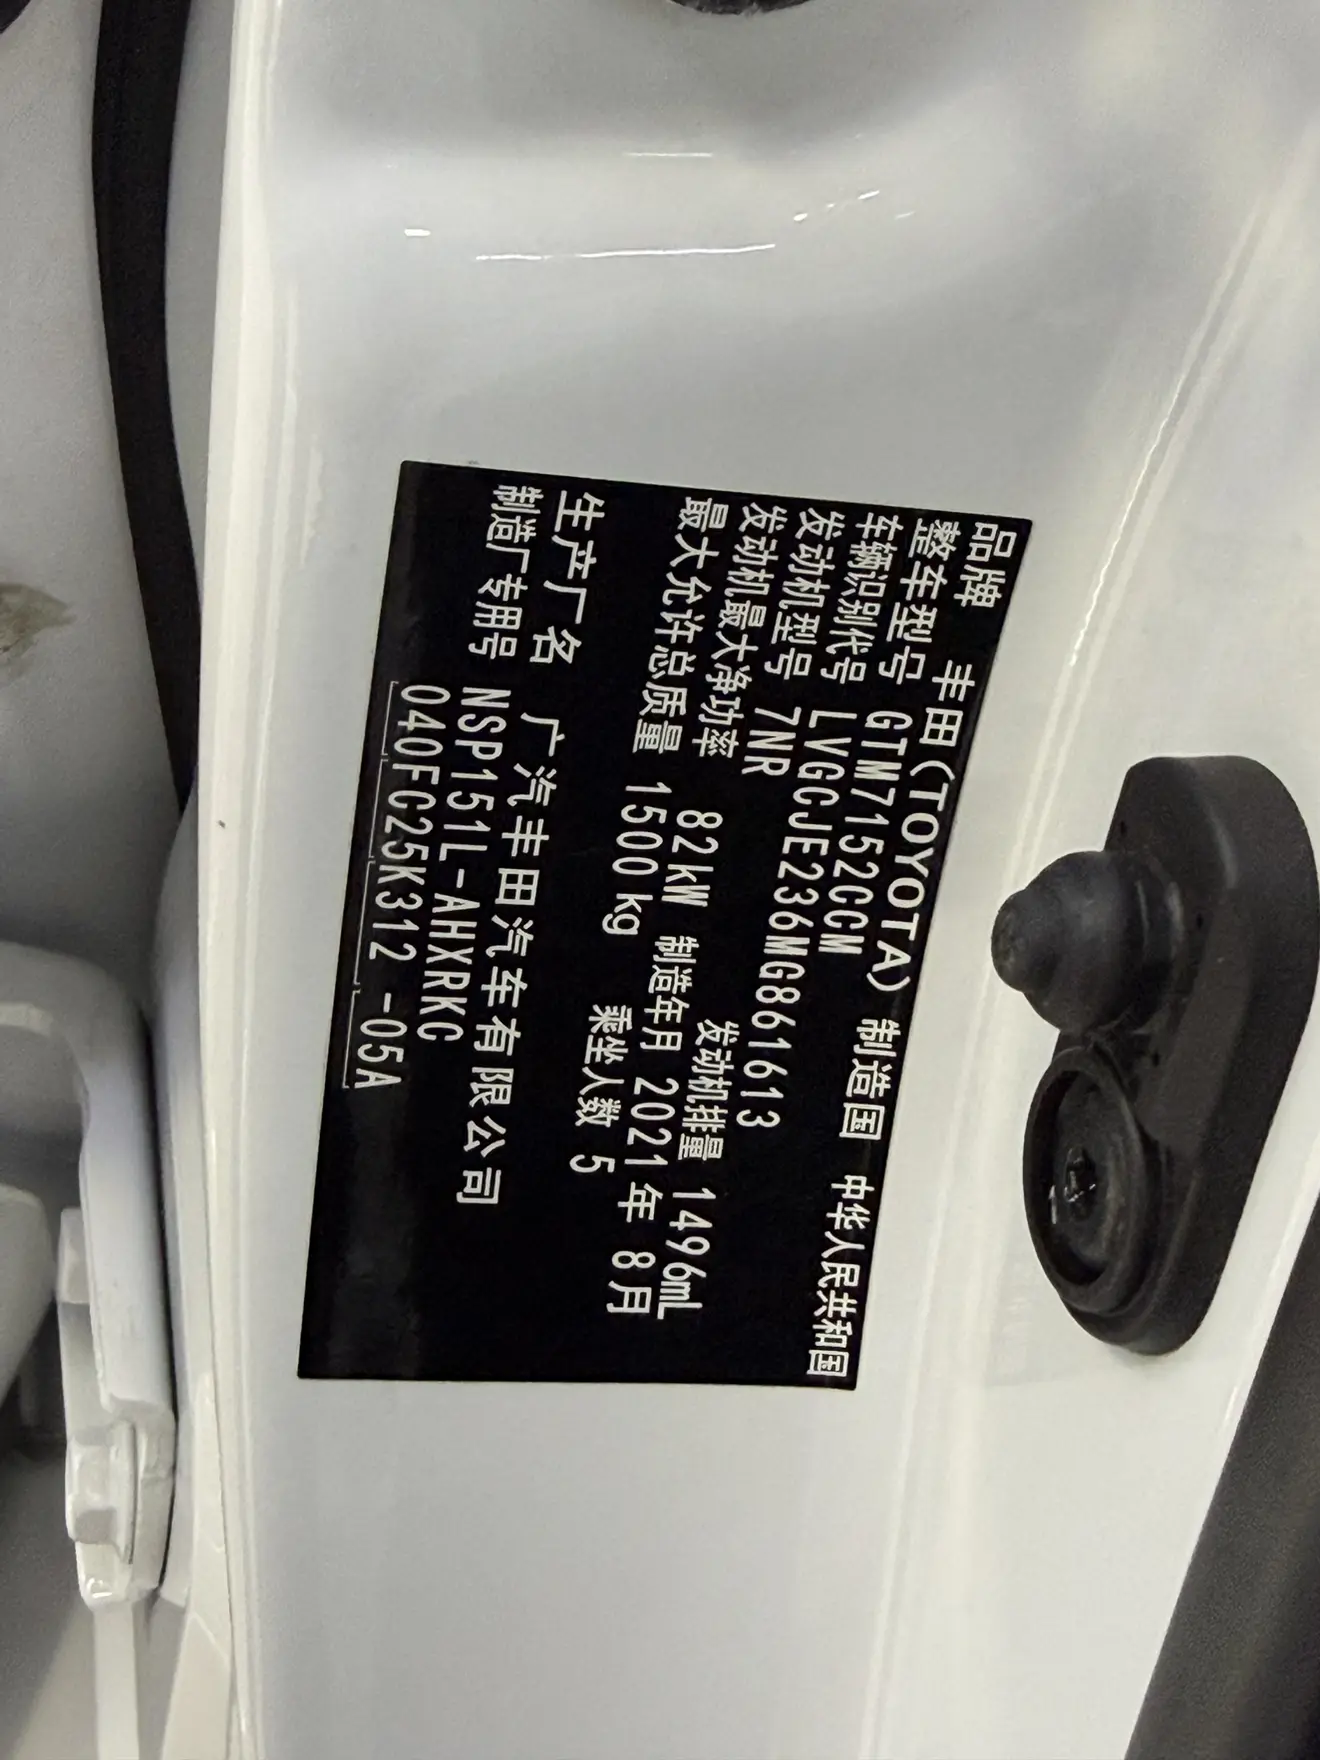 品牌 丰田(TOYOTA) 制造国 中华人民共和国
整车型号 GTM7152CCM
车辆识别代号 LVGCJE236MG861613
发动机型号 7NR
发动机最大净功率 82kW 发动机排量 1496mL
最大允许总质量 1500kg 制造年月 2021年8月
乘坐人数 5
生产厂名 广汽丰田汽车有限公司
制造厂专用号 NSP151L-AHXRKC
040FC25K312 -05A